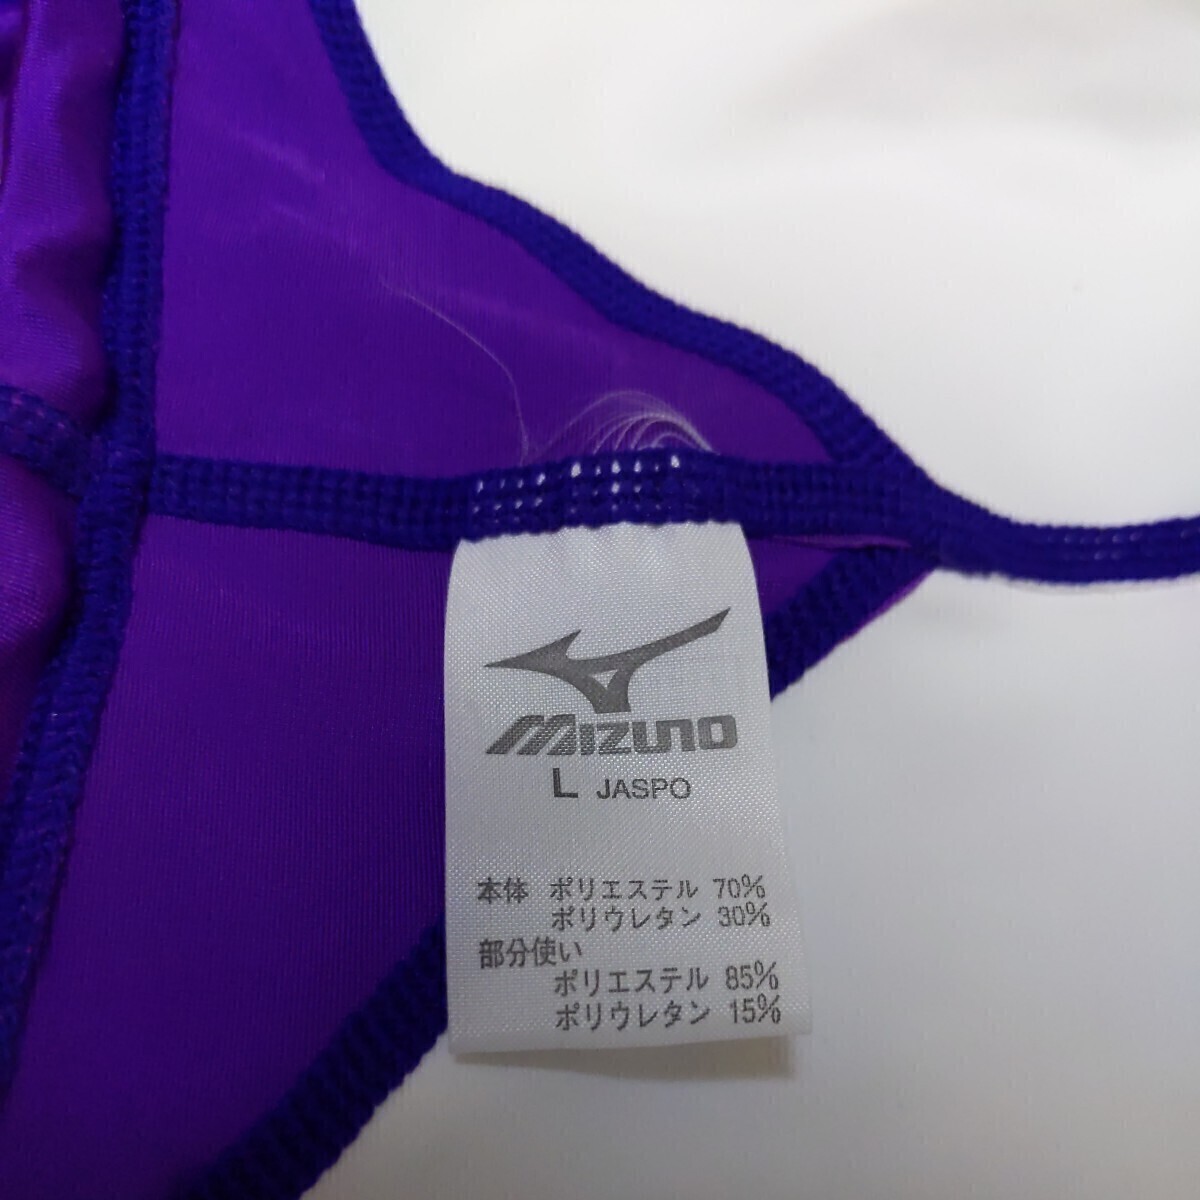 MIZUNO
L JASPO
本体 ポリエステル 70%
ポリウレタン 30%
部分使い
ポリエステル 85%
ポリウレタン 15%